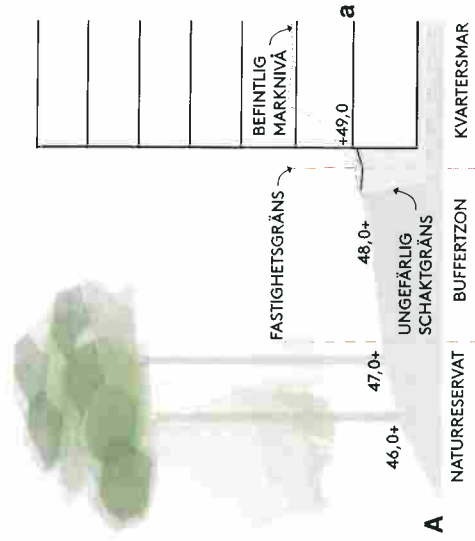 BEFINTLIG
MARKNIVÅ
a
+49,0
FASTIGHETSGRÄNS
48,0+
UNGEFÄRLIG
SCHAKTGRÄNS
47,0+
46,0+
A
NATURRESERVAT
BUFFERTZON
KVARTERSMAR